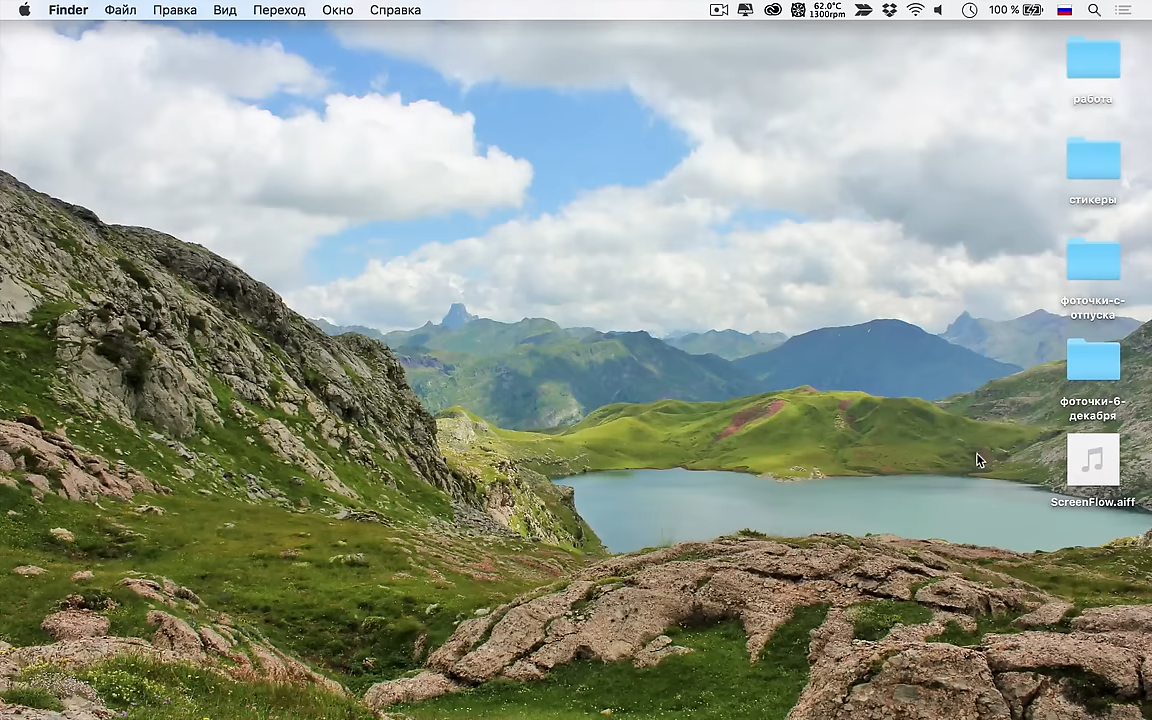 Finder Файл Правка Вид Переход Окно Справка
62.0°C
1300rpm
100 %
работа
стикеры
фоточки-с-
отпуска
фоточки-6-
декабря
ScreenFlow.aiff